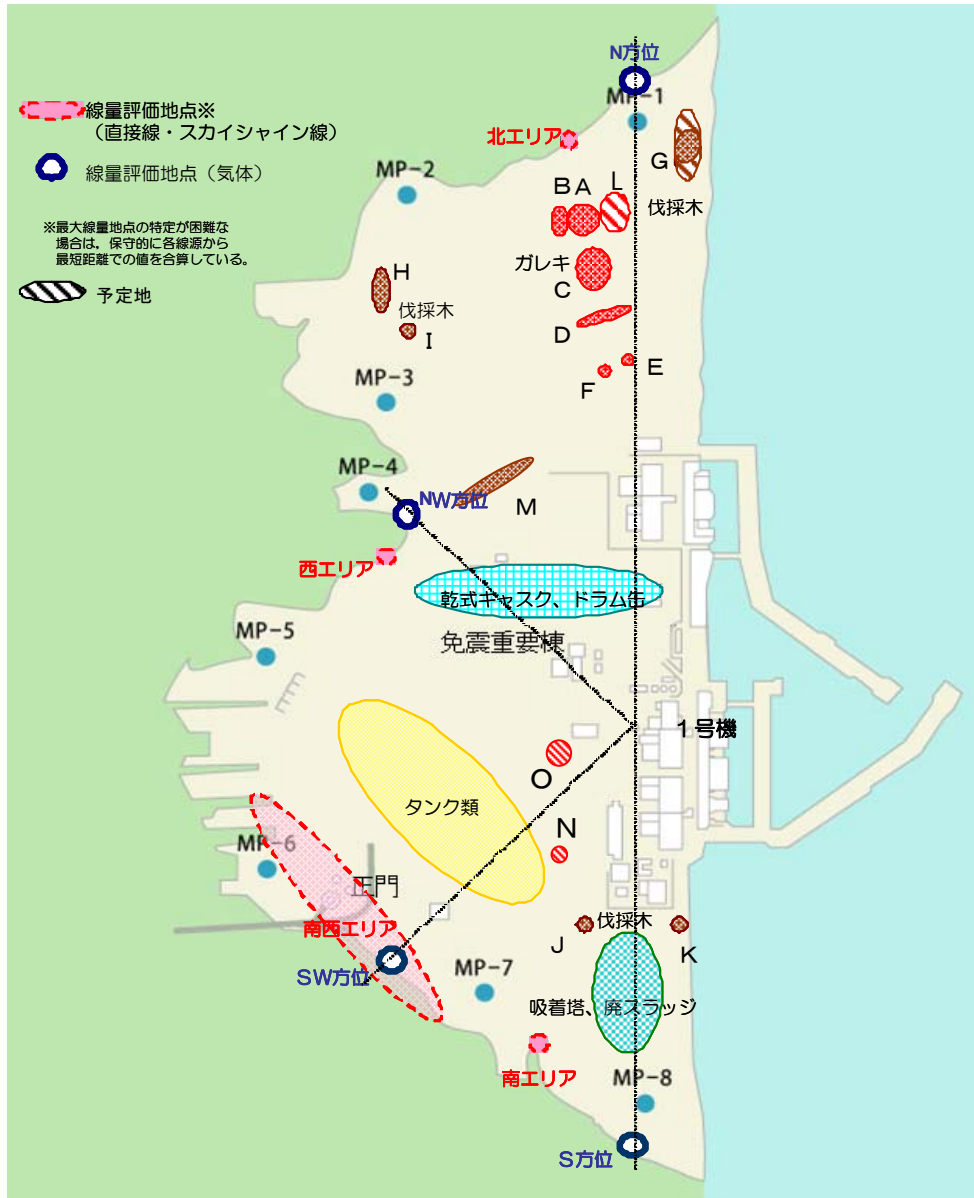 N方位
MP-1
線量評価地点※
（直接線・スカイシャイン線）
北エリア
G
線量評価地点（気体）
MP-2
B A L
伐採木
※最大線量地点の特定が困難な
場合は，保守的に各線源から
最短距離での値を合算している。
ガレキ
H
C
予定地
伐採木
I
D
E
F
MP-3
MP-4
NW方位
M
西エリア
乾式キャスク、ドラム缶
MP-5
免震重要棟
1号機
O
タンク類
N
MP-6
正門
伐採木
南西エリア
J
K
MP-7
SW方位
吸着塔、廃スラッジ
南エリア
MP-8
S方位